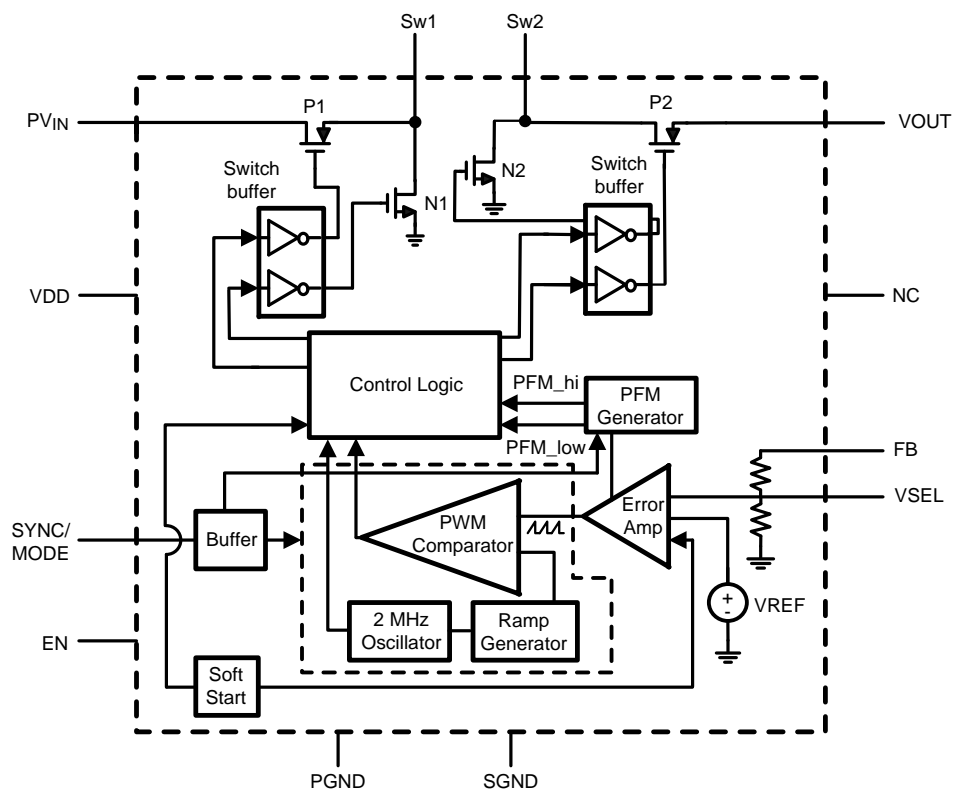 Sw1
Sw2
P1
P2
PVIN
VOUT
Switch
buffer
N2
Switch
buffer
N1
VDD
NC
Control Logic
PFM_hi
PFM
Generator
PFM_low
FB
VSEL
Error
Amp
PWM
Comparator
SYNC/
MODE
Buffer
+
-
VREF
2 MHz
Oscillator
Ramp
Generator
EN
Soft
Start
PGND
SGND